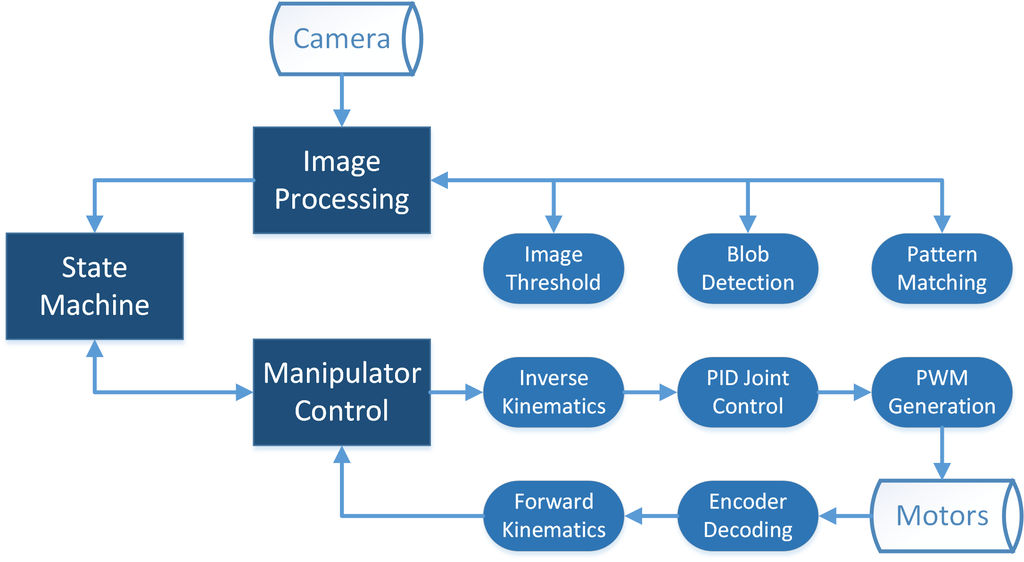 Camera
Image
Processing
State
Machine
Image
Threshold
Blob
Detection
Pattern
Matching
Manipulator
Control
Inverse
Kinematics
PID Joint
Control
PWM
Generation
Forward
Kinematics
Encoder
Decoding
Motors